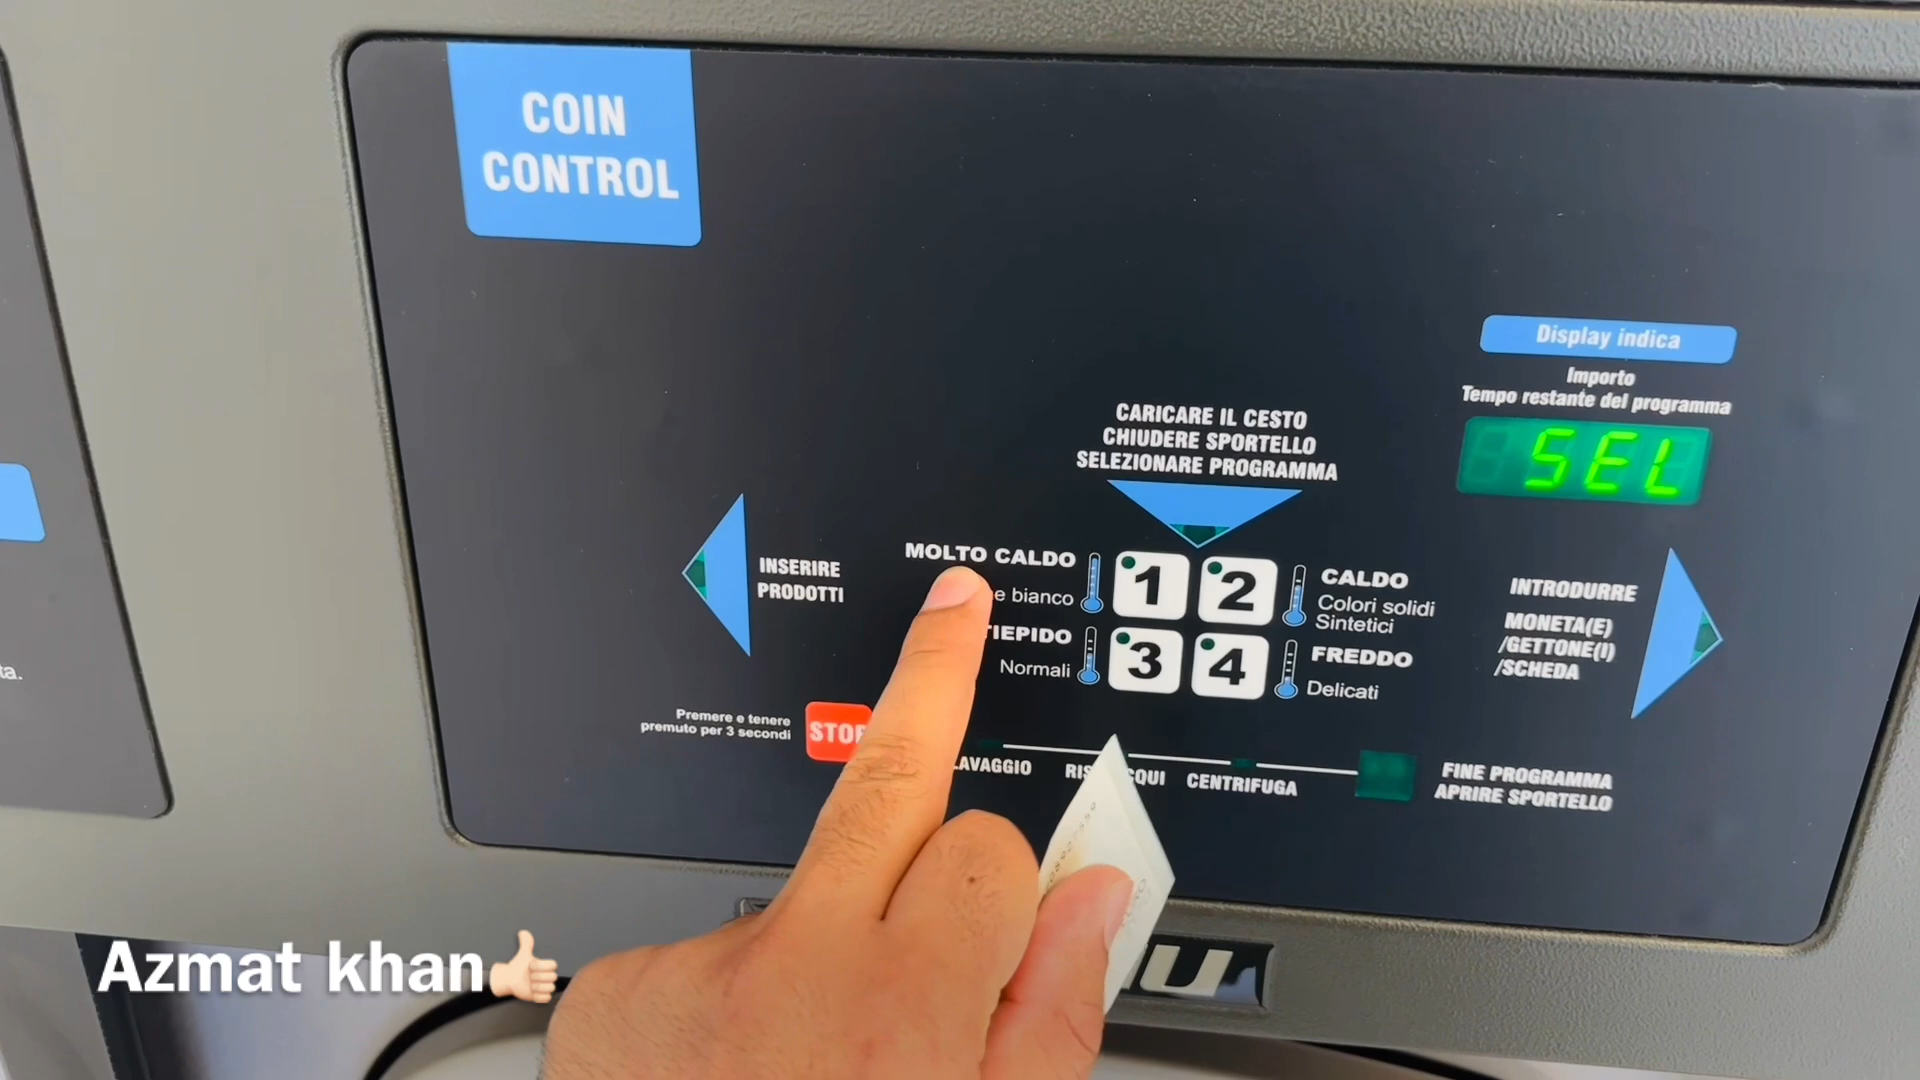 COIN
CONTROL
Display indica
Importo
Tempo restante del programma
SEL
CARICARE IL CESTO
CHIUDERE SPORTELLO
SELEZIONARE PROGRAMMA
INSERIRE
PRODOTTI
MOLTO CALDO
e bianco
1
2
CALDO
Colori solidi
Sintetici
TIEPIDO
Normali
3
4
FREDDO
Delicati
INTRODURRE
MONETA(E)
/GETTONE(I)
/SCHEDA
Premere e tenere
premuto per 3 secondi
STOP
LAVAGGIO
CENTRIFUGA
FINE PROGRAMMA
APRIRE SPORTELLO
ta.
Azmat khan👍🏻